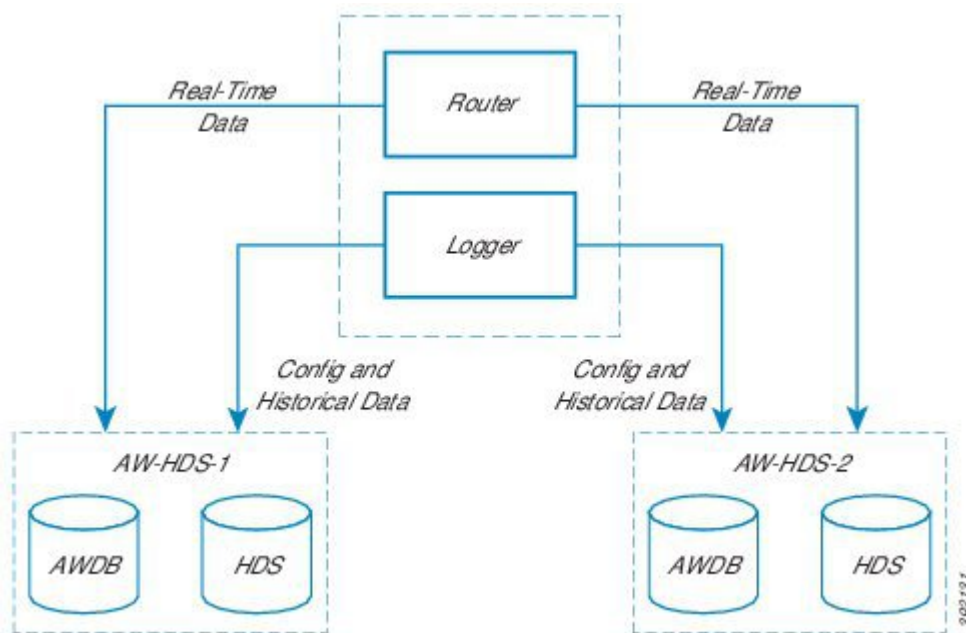 Router
Real-Time
Data
Real-Time
Data
Logger
Config and
Historical Data
Config and
Historical Data
AW-HDS-1
AWDB
HDS
AW-HDS-2
AWDB
HDS